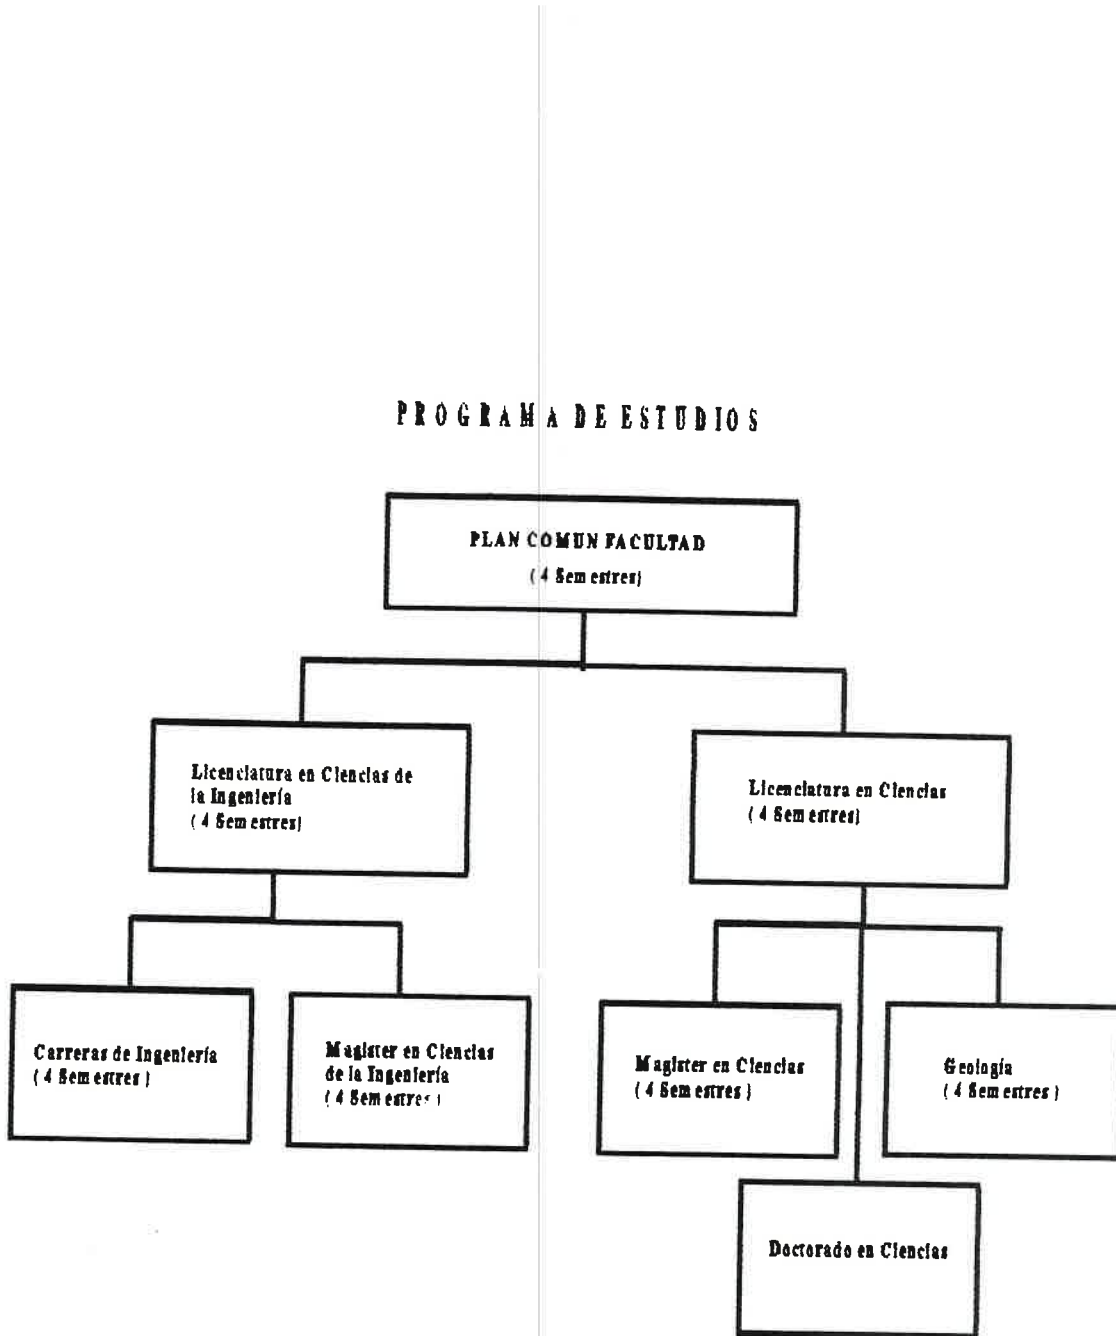 PROGRAMA DE ESTUDIOS
PLAN COMUN FACULTAD
( 4 Semestres)
Licenciatura en Ciencias de
la Ingeniería
( 4 Semestres)
Licenciatura en Ciencias
( 4 Semestres)
Carreras de Ingeniería
( 4 Semestres )
Magister en Ciencias
de la Ingeniería
( 4 Semestres )
Magister en Ciencias
( 4 Semestres )
Geología
( 4 Semestres )
Doctorado en Ciencias